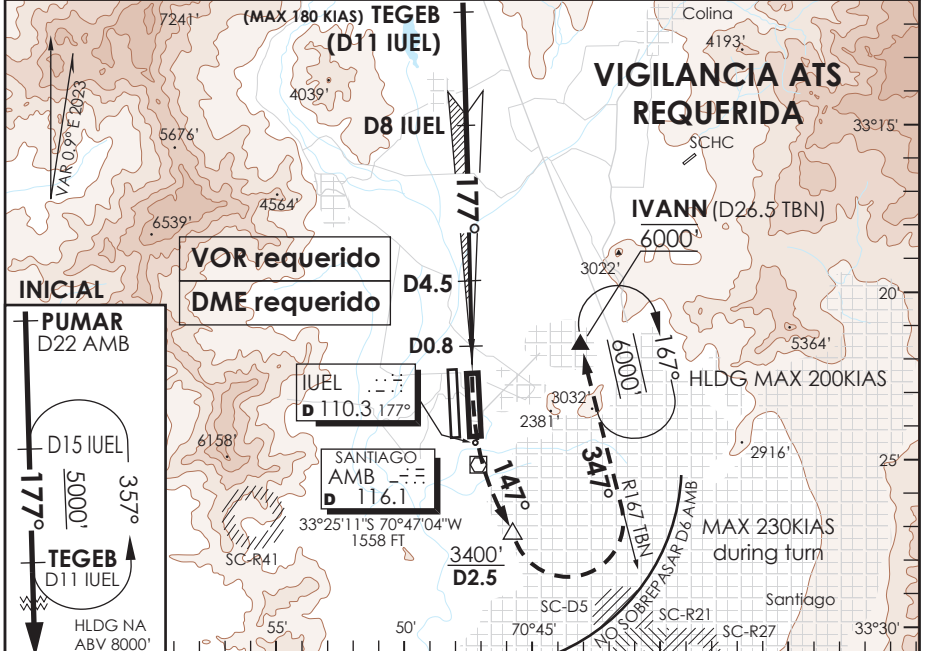 7241'
(MAX 180 KIAS) TEGEB
(D11 IUEL)
Colina
4193'
VIGILANCIA ATS
REQUERIDA
VAR 0.9° E 2023
4039'
D8 IUEL
33°15'
5676'
SCHC
177°
4564'
IVANN (D26.5 TBN)
6000'
6539'
VOR requerido
DME requerido
3022'
D4.5
20'
INICIAL
PUMAR
D22 AMB
D0.8
5364'
6000'
167°
HLDG MAX 200KIAS
IUEL
D 110.3 177°
3032'
2381'
D15 IUEL
6158'
2916'
SANTIAGO
AMB
D 116.1
25'
177°
5000'
357°
147°
347°
R167 TBN
33°25'11"S 70°47'04"W
1558 FT
MAX 230KIAS
during turn
SC-R41
3400'
D2.5
TEGEB
D11 IUEL
NO SOBREPASAR D6 AMB
SC-D5
Santiago
SC-R21
SC-R27
HLDG NA
ABV 8000'
55'
50'
70°45'
33°30'